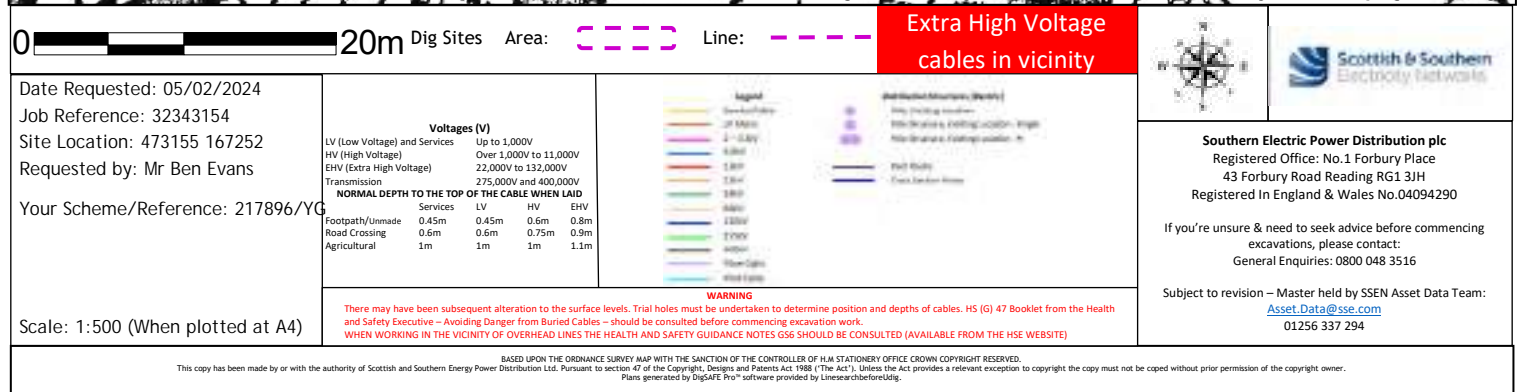 0 20m Dig Sites Area: Line:
Extra High Voltage
cables in vicinity
Date Requested: 05/02/2024
Job Reference: 32343154
Site Location: 473155 167252
Requested by: Mr Ben Evans
Your Scheme/Reference: 217896/YG
Scale: 1:500 (When plotted at A4)
Voltages (V)
LV (Low Voltage) and Services Up to 1,000V
HV (High Voltage) Over 1,000V to 11,000V
EHV (Extra High Voltage) 22,000V to 132,000V
Transmission 275,000V and 400,000V
NORMAL DEPTH TO THE TOP OF THE CABLE WHEN LAID
Services LV HV EHV
Footpath/Unmade 0.45m 0.45m 0.6m 0.8m
Road Crossing 0.6m 0.6m 0.75m 0.9m
Agricultural 1m 1m 1m 1.1m
Legend
LV Mains
WARNING
There may have been subsequent alteration to the surface levels. Trial holes must be undertaken to determine position and depths of cables. HS (G) 47 Booklet from the Health
and Safety Executive – Avoiding Danger from Buried Cables – should be consulted before commencing excavation work.
WHEN WORKING IN THE VICINITY OF OVERHEAD LINES THE HEALTH AND SAFETY GUIDANCE NOTES GS6 SHOULD BE CONSULTED (AVAILABLE FROM THE HSE WEBSITE)
W E
Scottish & Southern
Electricity Networks
Southern Electric Power Distribution plc
Registered Office: No.1 Forbury Place
43 Forbury Road Reading RG1 3JH
Registered In England & Wales No.04094290
If you're unsure & need to seek advice before commencing
excavations, please contact:
General Enquiries: 0800 048 3516
Subject to revision – Master held by SSEN Asset Data Team:
Asset.Data@sse.com
01256 337 294
BASED UPON THE ORDNANCE SURVEY MAP WITH THE SANCTION OF THE CONTROLLER OF H.M STATIONERY OFFICE CROWN COPYRIGHT RESERVED.
This copy has been made by or with the authority of Scottish and Southern Energy Power Distribution Ltd. Pursuant to section 47 of the Copyright, Designs and Patents Act 1988 ('The Act'). Unless the Act provides a relevant exception to copyright the copy must not be coped without prior permission of the copyright owner.
Plans generated by DigSAFE Pro™ software provided by LinesearchbeforeUdig.